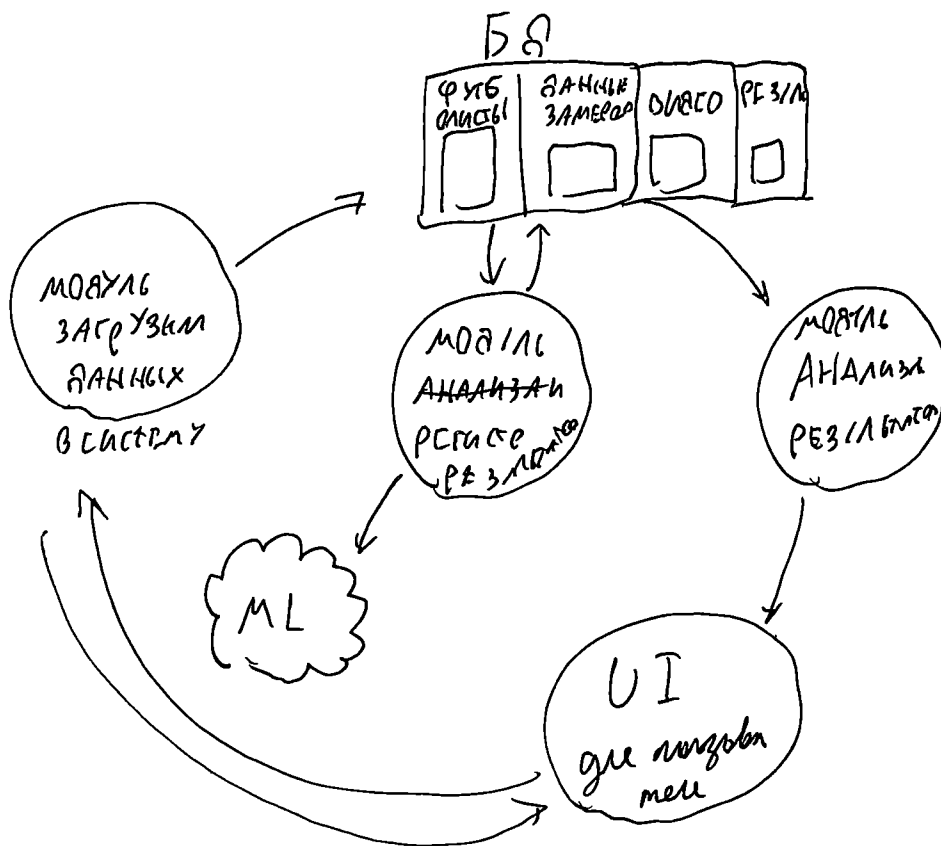 БД
ФУТБ
ОЛИСТЫ
ДАННЫЕ
ЗАМЕРОВ
ВИДЕО
РЕЗУЛ
МОДУЛЬ
ЗАГРУЗКИ
ДАННЫХ
В СИСТЕМУ
МОДУЛЬ
АНАЛИЗА И
РЕЗУЛЬТАТОВ
МОДУЛЬ
АНАЛИЗА
РЕЗУЛЬТАТОВ
ML
UI
для пользова
теля